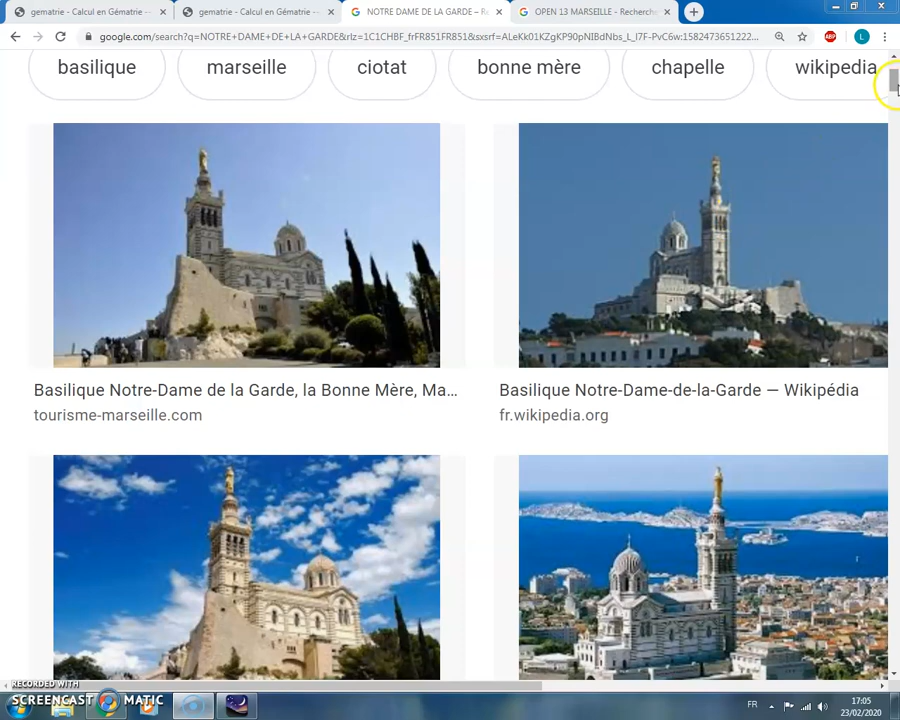 gematrie - Calcul en Gématrie --- ×
gematrie - Calcul en Gématrie --- ×
NOTRE DAME DE LA GARDE – Re ×
OPEN 13 MARSEILLE - Recherche ×
google.com/search?q=NOTRE+DAME+DE+LA+GARDE&rlz=1C1CHBF_frFR851FR851&sxsrf=ALeKk01KZgKP90pNIBdNbs_L_I7F-PvC6w:1582473651222...
ABP
L
basilique
marseille
ciotat
bonne mère
chapelle
wikipedia
Basilique Notre-Dame de la Garde, la Bonne Mère, Ma...
tourisme-marseille.com
Basilique Notre-Dame-de-la-Garde — Wikipédia
fr.wikipedia.org
RECORDED WITH
SCREENCAST MATIC
FR
17:05
23/02/2020